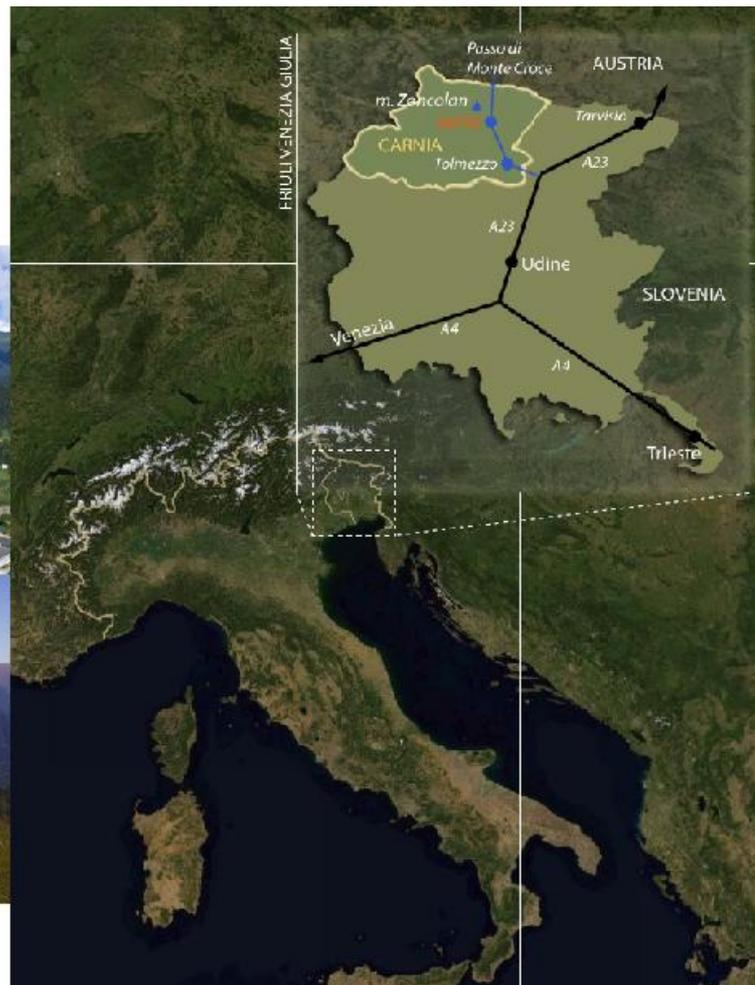 FRIULI VENEZIA GIULIA
Passo di
Monte Croce
AUSTRIA
m. Zoncolan
Tarvisio
CARNIA
Tolmezzo
A23
A23
Udine
SLOVENIA
Venezia
A4
A4
Trieste